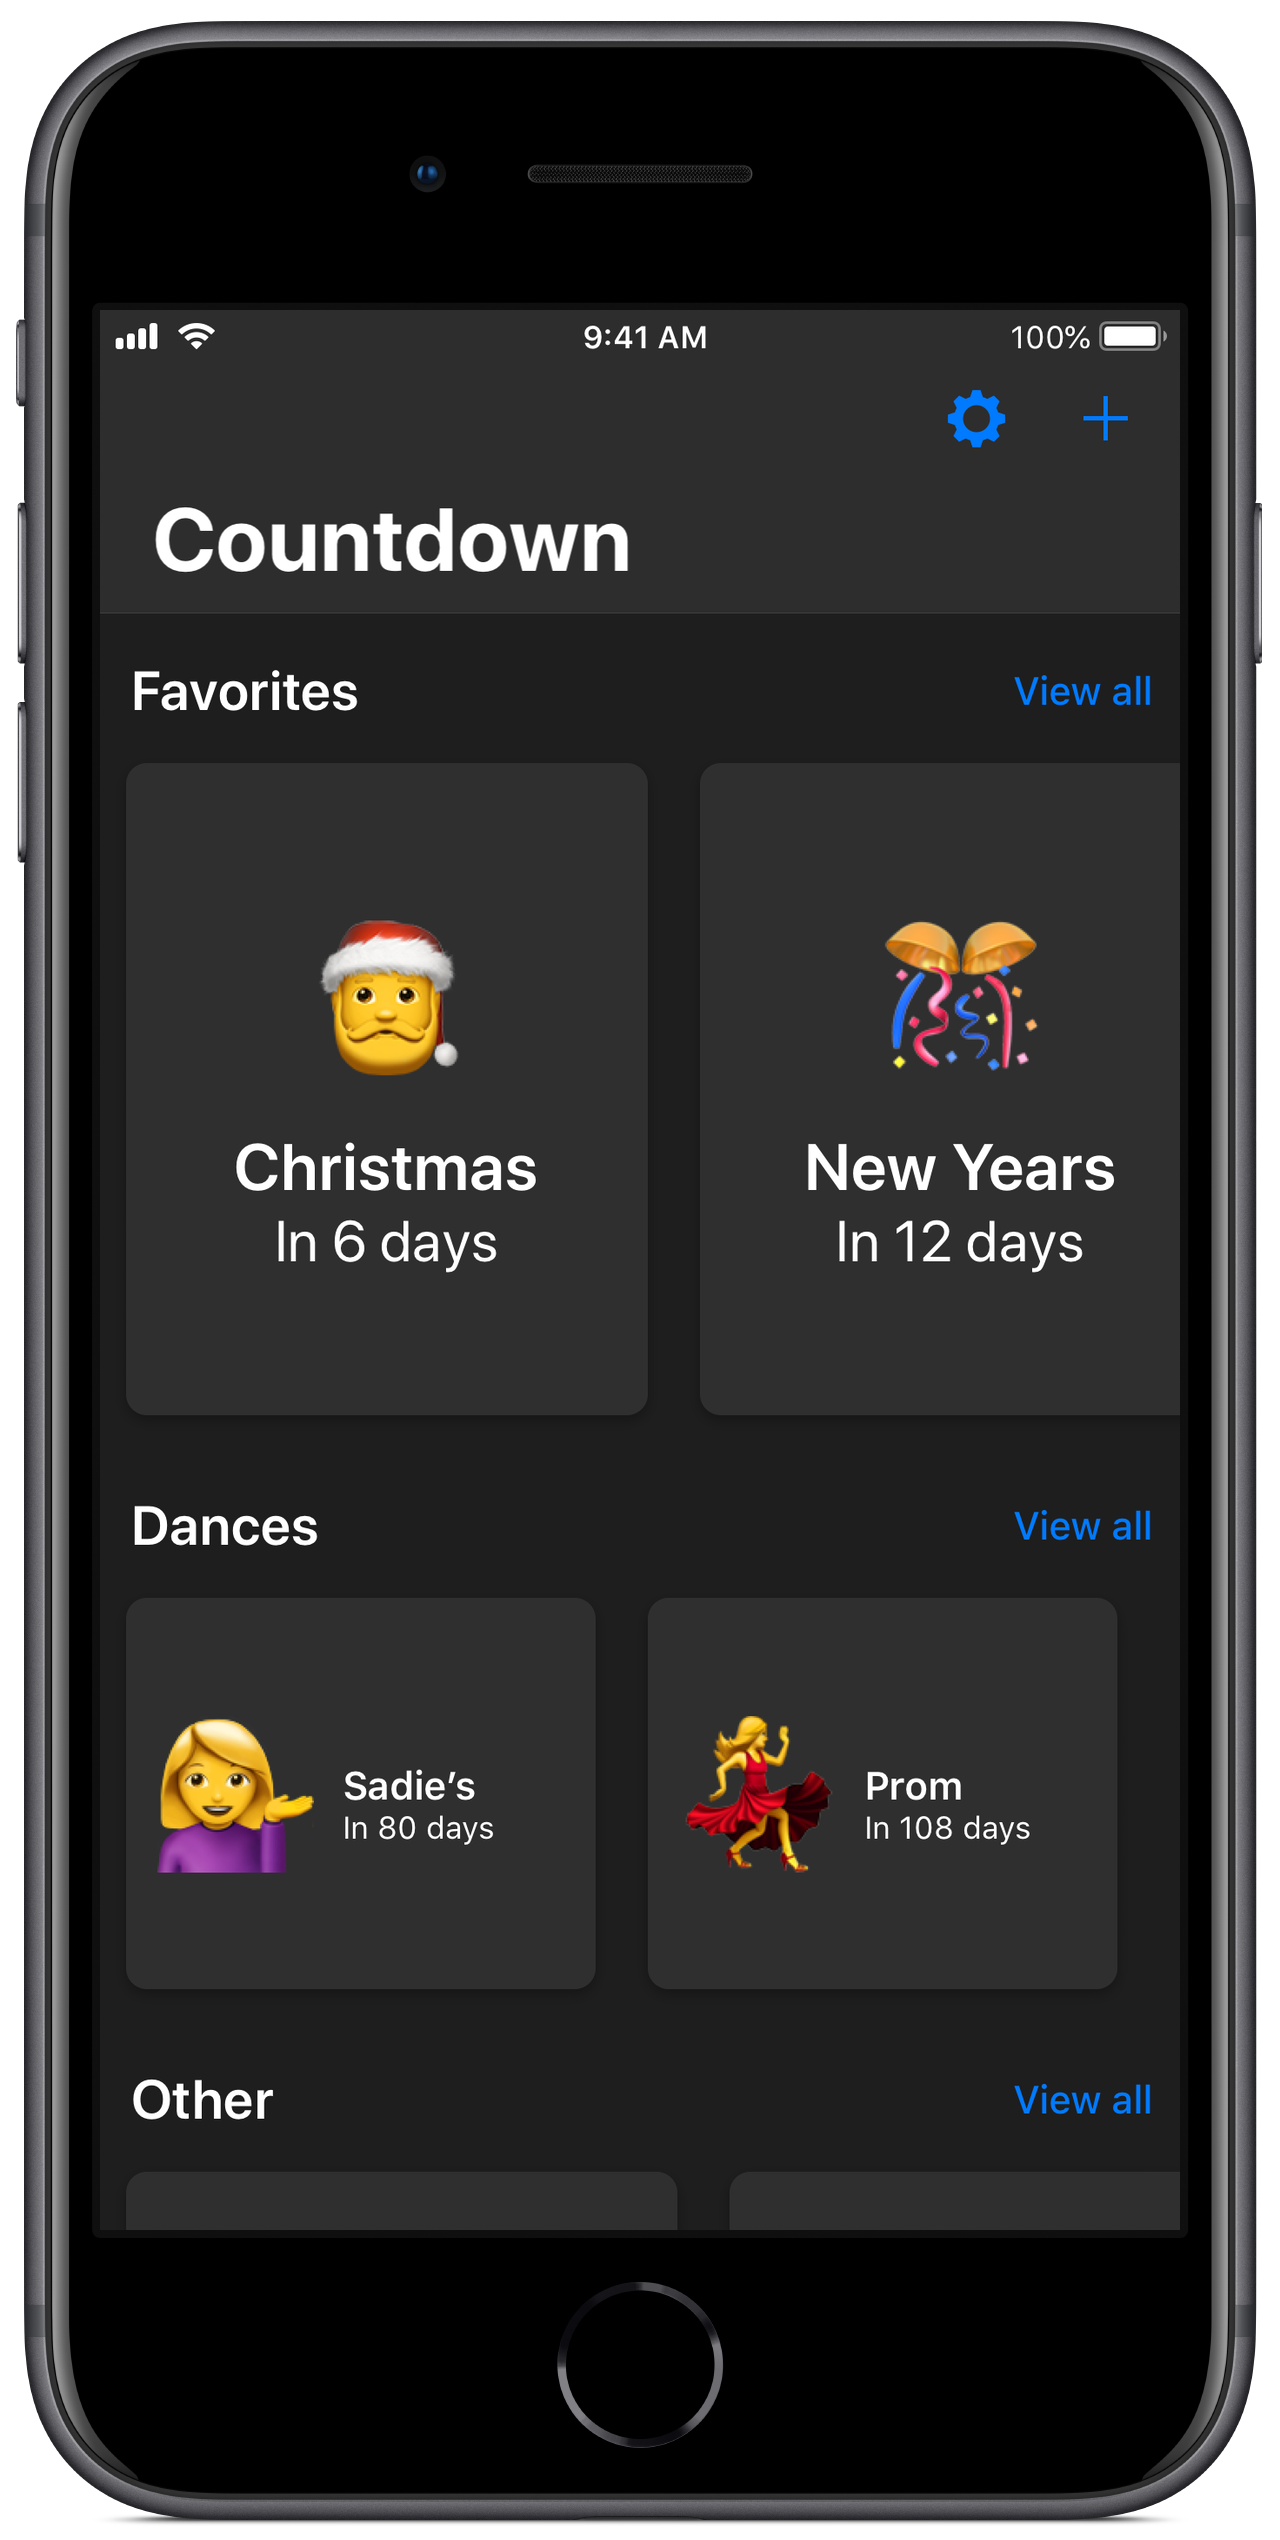 9:41 AM
100%
Countdown
Favorites
View all
Christmas
In 6 days
New Years
In 12 days
Dances
View all
Sadie’s
In 80 days
Prom
In 108 days
Other
View all